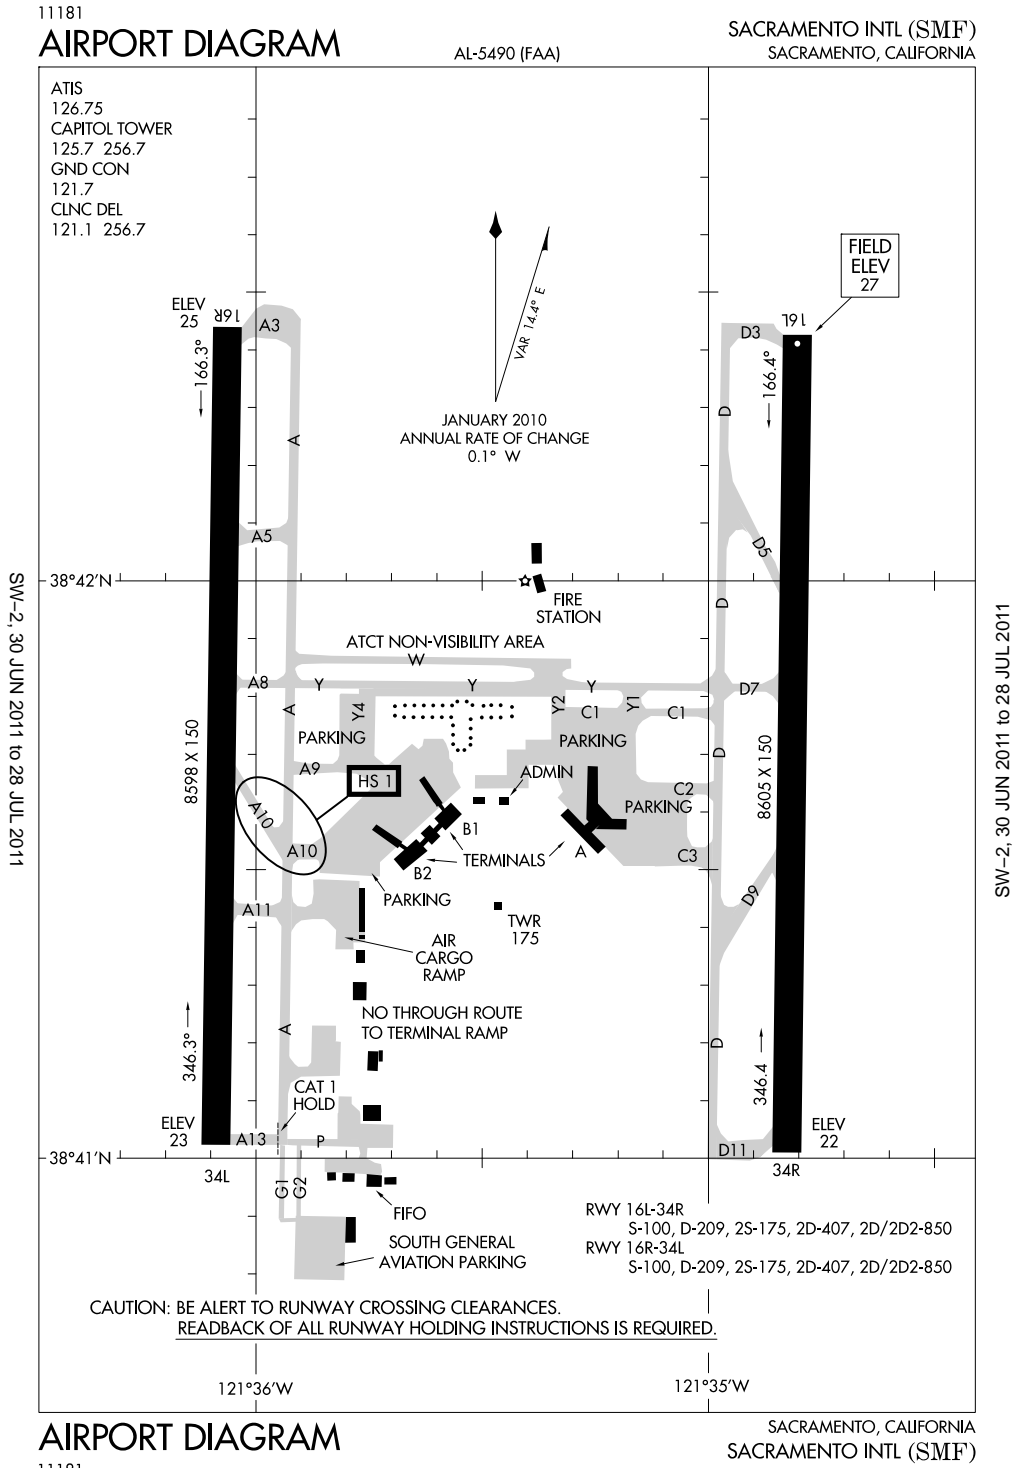 11181
AIRPORT DIAGRAM
AL-5490 (FAA)
SACRAMENTO INTL (SMF)
SACRAMENTO, CALIFORNIA
ATIS
126.75
CAPITOL TOWER
125.7 256.7
GND CON
121.7
CLNC DEL
121.1 256.7
FIELD
ELEV
27
VAR 14.4° E
JANUARY 2010
ANNUAL RATE OF CHANGE
0.1° W
ELEV
25
16R
A3
166.3°
D3
16L
166.4°
A
D
A5
D5
38°42'N
FIRE
STATION
D
ATCT NON-VISIBILITY AREA
W
A8
Y
Y
Y
D7
A
Y4
Y2
Y1
C1
C1
PARKING
PARKING
D
8598 X 150
8605 X 150
A9
HS 1
ADMIN
C2
PARKING
A10
A10
B1
TERMINALS
A
C3
B2
PARKING
D9
A11
TWR
175
AIR
CARGO
RAMP
NO THROUGH ROUTE
TO TERMINAL RAMP
A
D
346.3°
346.4
CAT 1
HOLD
ELEV
23
A13
P
ELEV
22
D11
38°41'N
34L
34R
G1
G2
FIFO
SOUTH GENERAL
AVIATION PARKING
RWY 16L-34R
S-100, D-209, 2S-175, 2D-407, 2D/2D2-850
RWY 16R-34L
S-100, D-209, 2S-175, 2D-407, 2D/2D2-850
CAUTION: BE ALERT TO RUNWAY CROSSING CLEARANCES.
READBACK OF ALL RUNWAY HOLDING INSTRUCTIONS IS REQUIRED.
121°36'W
121°35'W
SW-2, 30 JUN 2011 to 28 JUL 2011
SW-2, 30 JUN 2011 to 28 JUL 2011
AIRPORT DIAGRAM
SACRAMENTO, CALIFORNIA
SACRAMENTO INTL (SMF)
11181